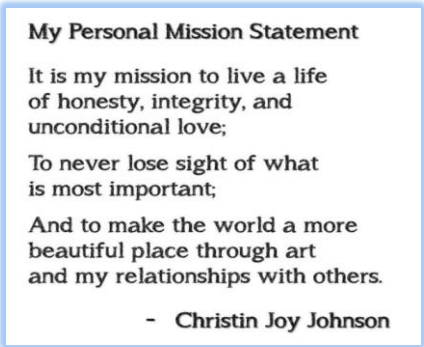 My Personal Mission Statement
It is my mission to live a life
of honesty, integrity, and
unconditional love;
To never lose sight of what
is most important;
And to make the world a more
beautiful place through art
and my relationships with others.
- Christin Joy Johnson